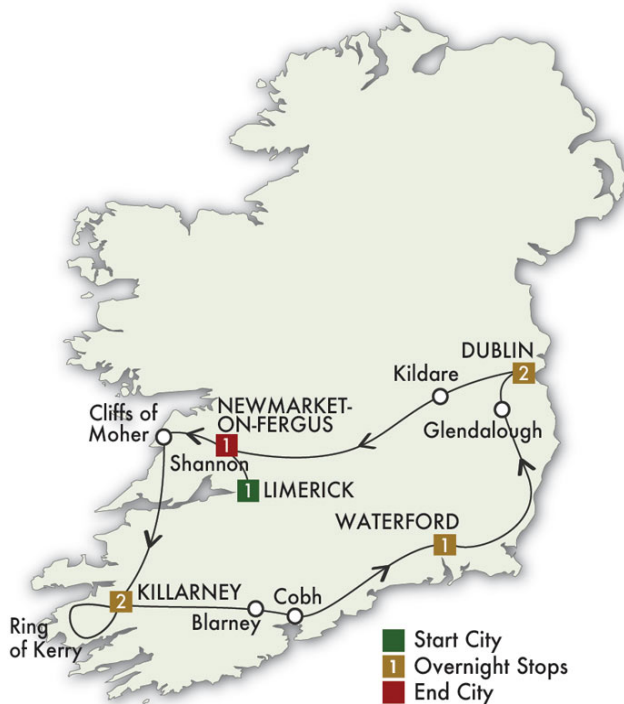 DUBLIN
2
Kildare
Glendalough
NEWMARKET-
ON-FERGUS
Cliffs of
Moher
1
Shannon
1 LIMERICK
WATERFORD
1
2 KILLARNEY
Cobh
Blarney
Ring
of Kerry
Start City
1 Overnight Stops
End City